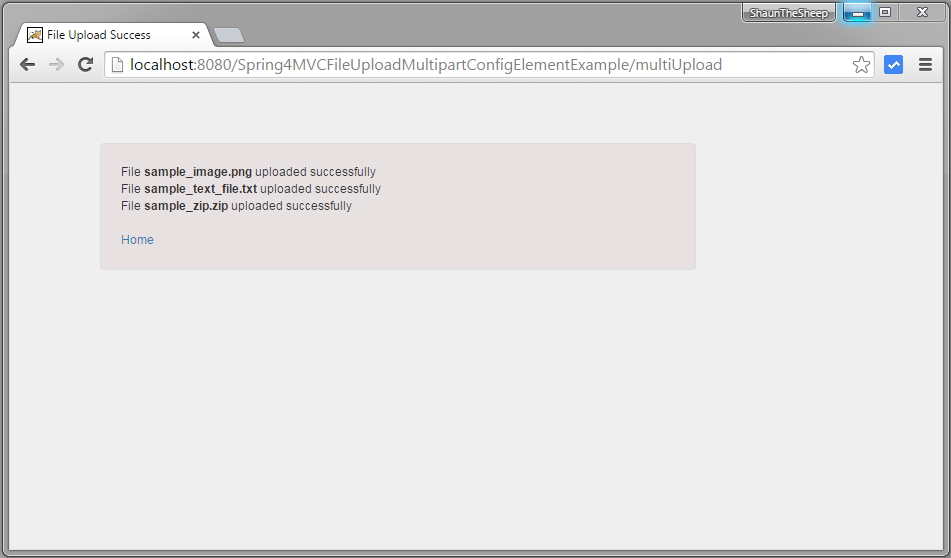 ShaunTheSheep
File Upload Success
localhost:8080/Spring4MVCFileUploadMultipartConfigElementExample/multiUpload
File sample_image.png uploaded successfully
File sample_text_file.txt uploaded successfully
File sample_zip.zip uploaded successfully
Home